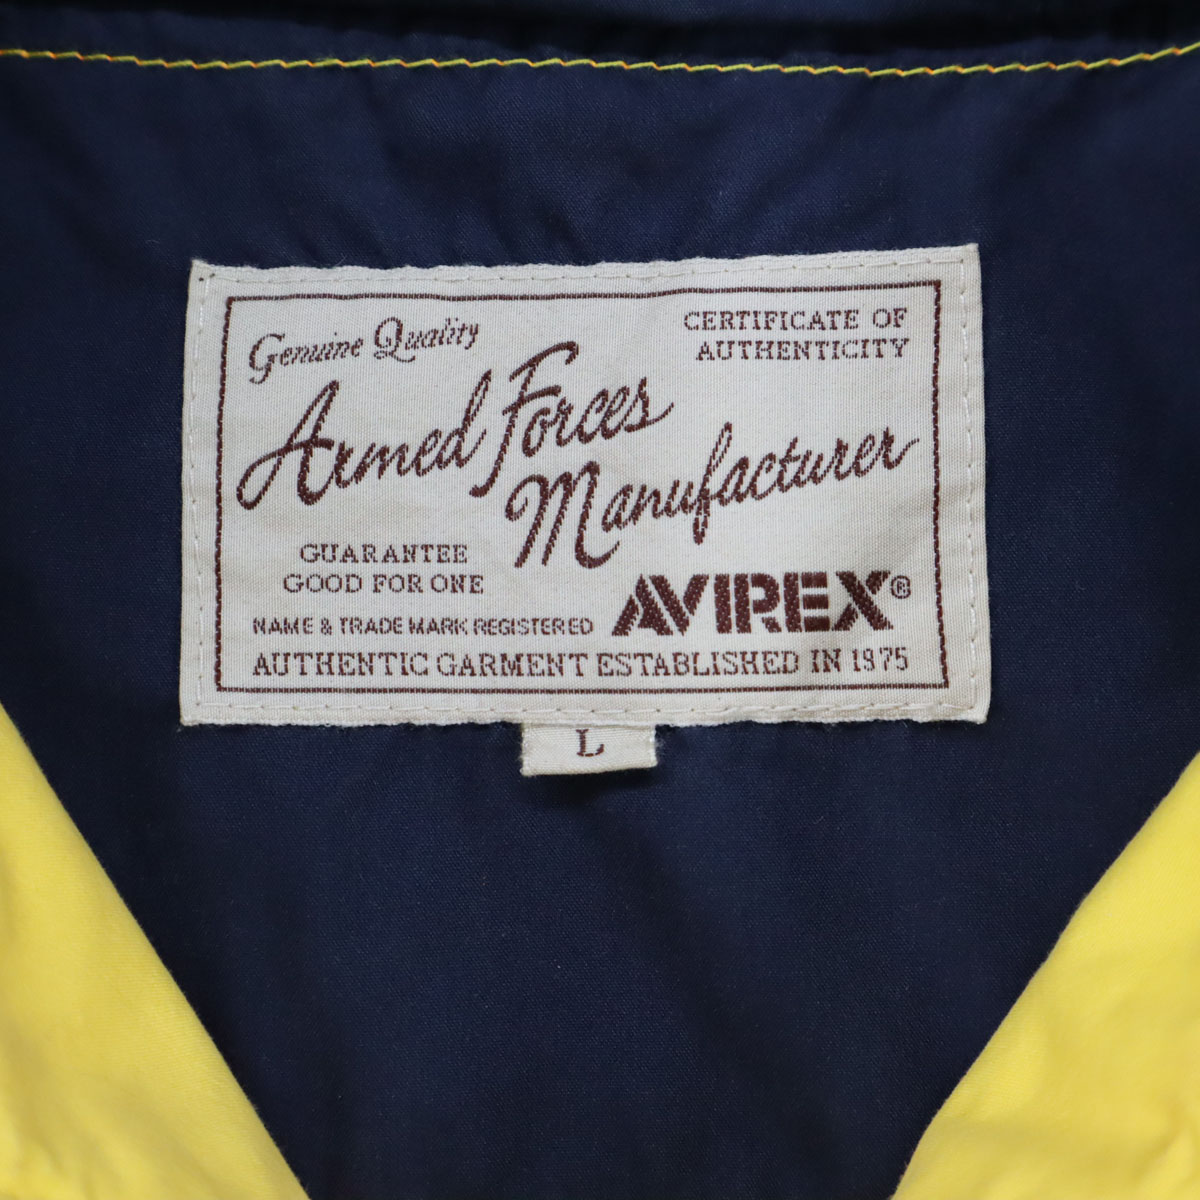 Genuine Quality
CERTIFICATE OF
AUTHENTICITY
Armed Forces
Manufacturer
GUARANTEE
GOOD FOR ONE
NAME & TRADE MARK REGISTERED
AVIREX®
AUTHENTIC GARMENT ESTABLISHED IN 1975
L